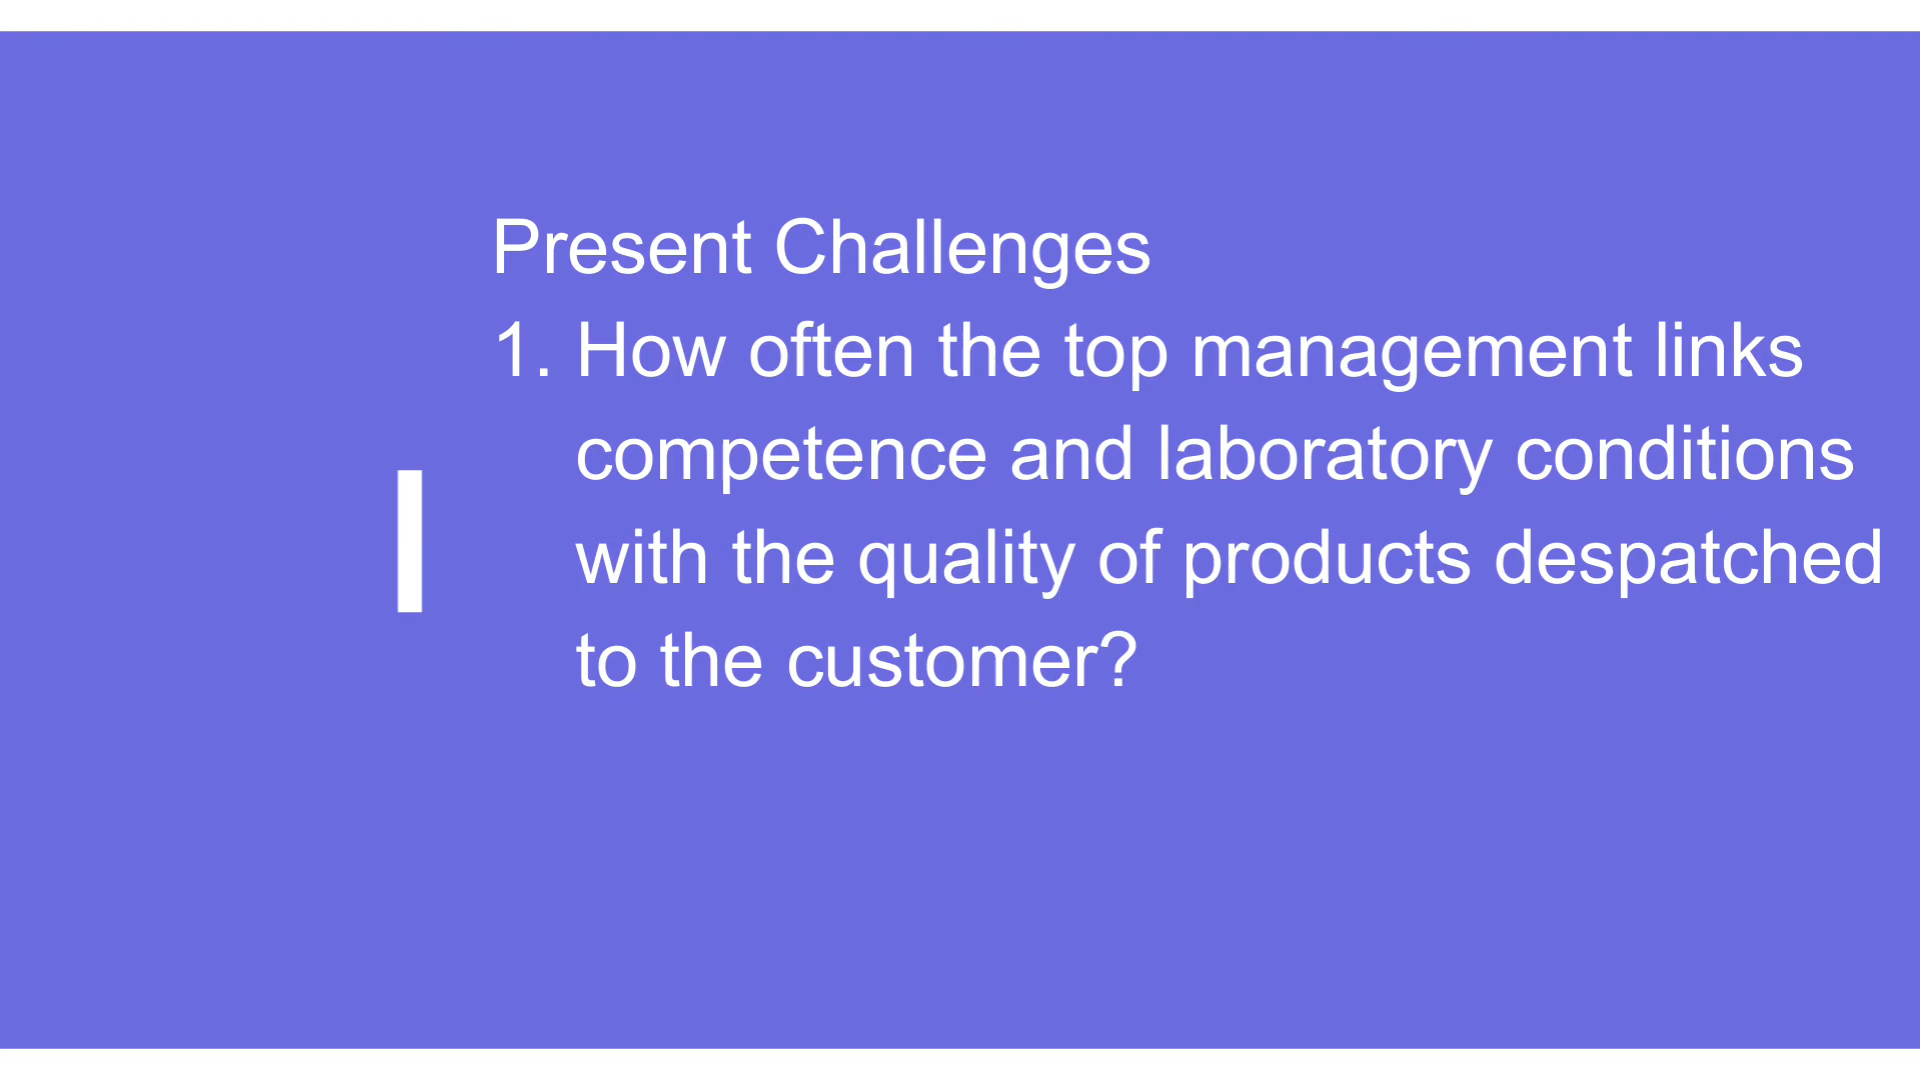 Present Challenges
1. How often the top management links
competence and laboratory conditions
with the quality of products despatched
to the customer?